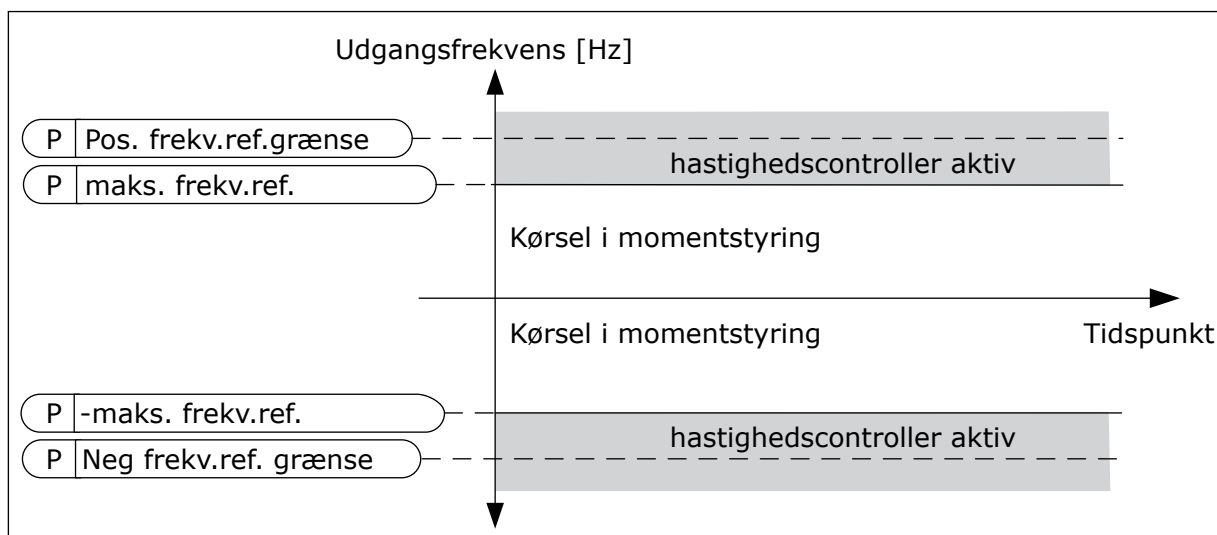 Udgangsfrekvens [Hz]
P Pos. frekv.ref.grænse
hastighedscontroller aktiv
P maks. frekv.ref.
Kørsel i momentstyring
Kørsel i momentstyring
Tidspunkt
P -maks. frekv.ref.
hastighedscontroller aktiv
P Neg frekv.ref. grænse